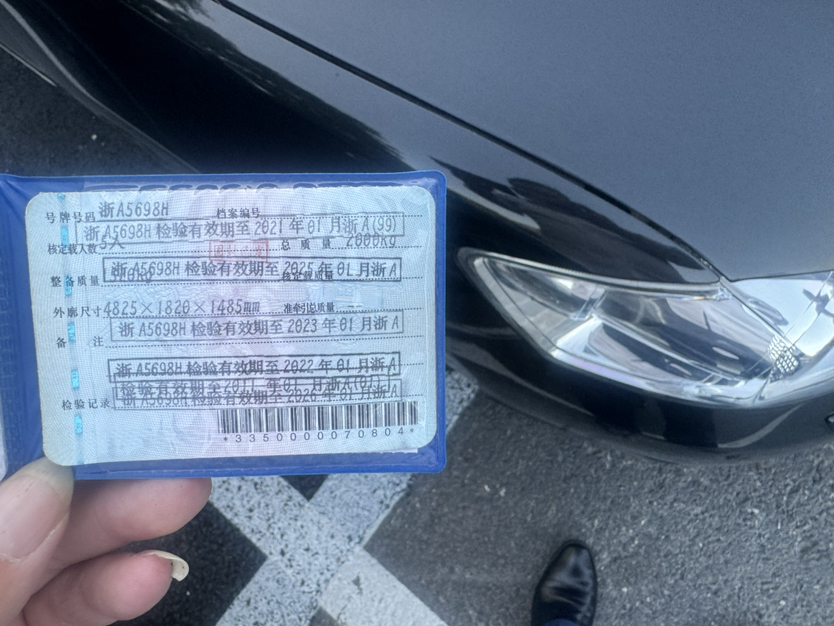 号牌号码 浙A5698H 档案编号
浙A5698H 检验有效期至 2021 年 01 月浙A(99)
核定载人数 5人 总质量 2000kg
浙A5698H 检验有效期至 2025 年 01 月浙A
整备质量
外廓尺寸 4825×1820×1485mm 准牵引总质量
浙A5698H 检验有效期至 2023 年 01 月浙A
备注
浙A5698H 检验有效期至 2022 年 01 月浙A
检验有效期至 2011 年 01 月浙A
浙A5698H 检验有效期至 2026 年 01 月浙A
检验记录
*3350000070804*